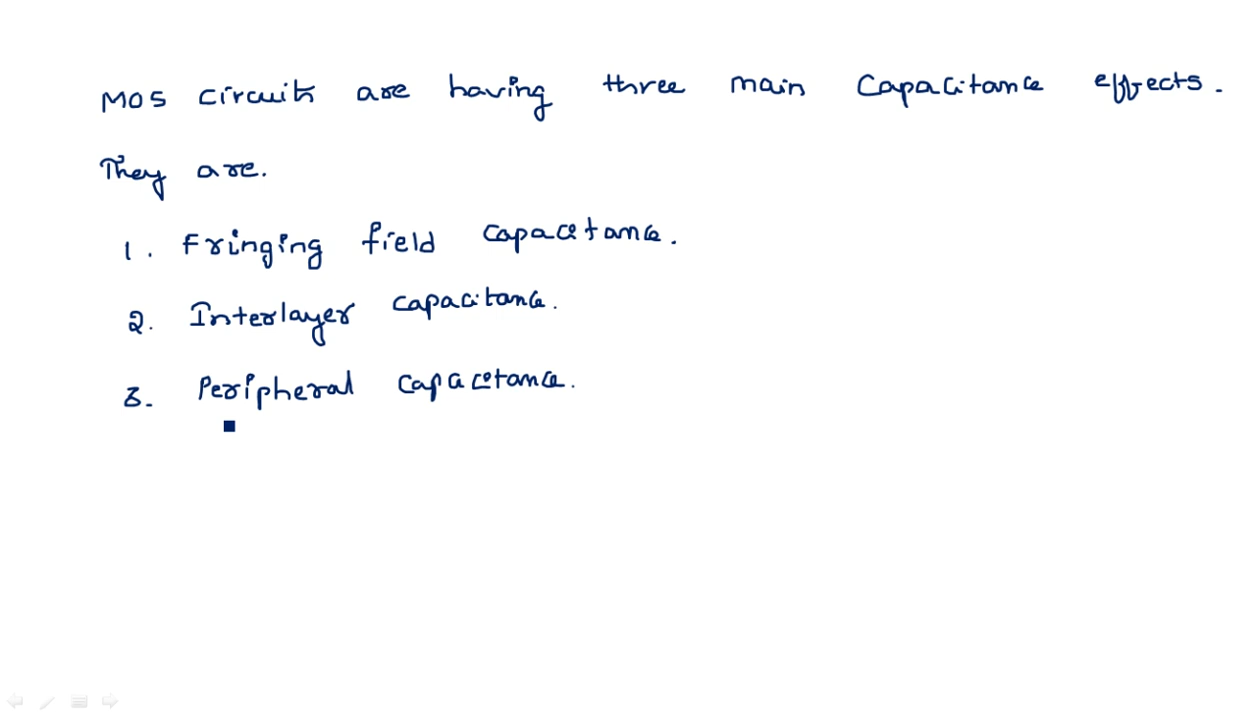 MOS circuits are having three main Capacitance effects.
They are.
1. Fringing field capacitance.
2. Interlayer capacitance.
3. Peripheral capacitance.